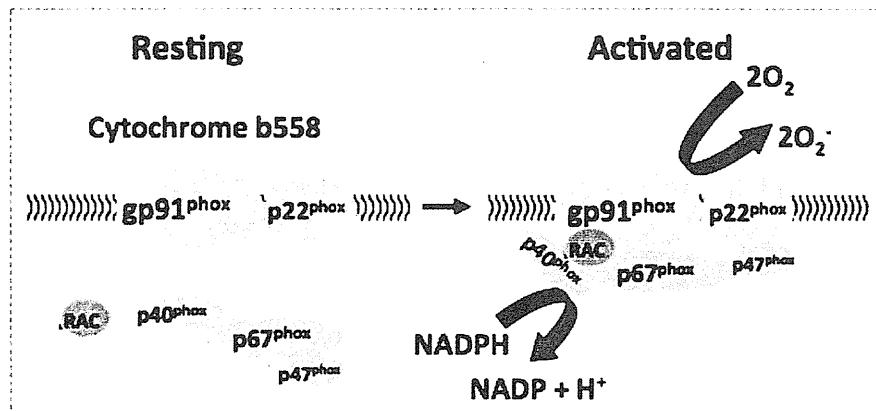 Resting
Cytochrome b558
gp91phox
p22phox
RAC
p40phox
p67phox
p47phox
Activated
2O2
2O2-
gp91phox
p22phox
p40phox
RAC
p67phox
p47phox
NADPH
NADP + H+